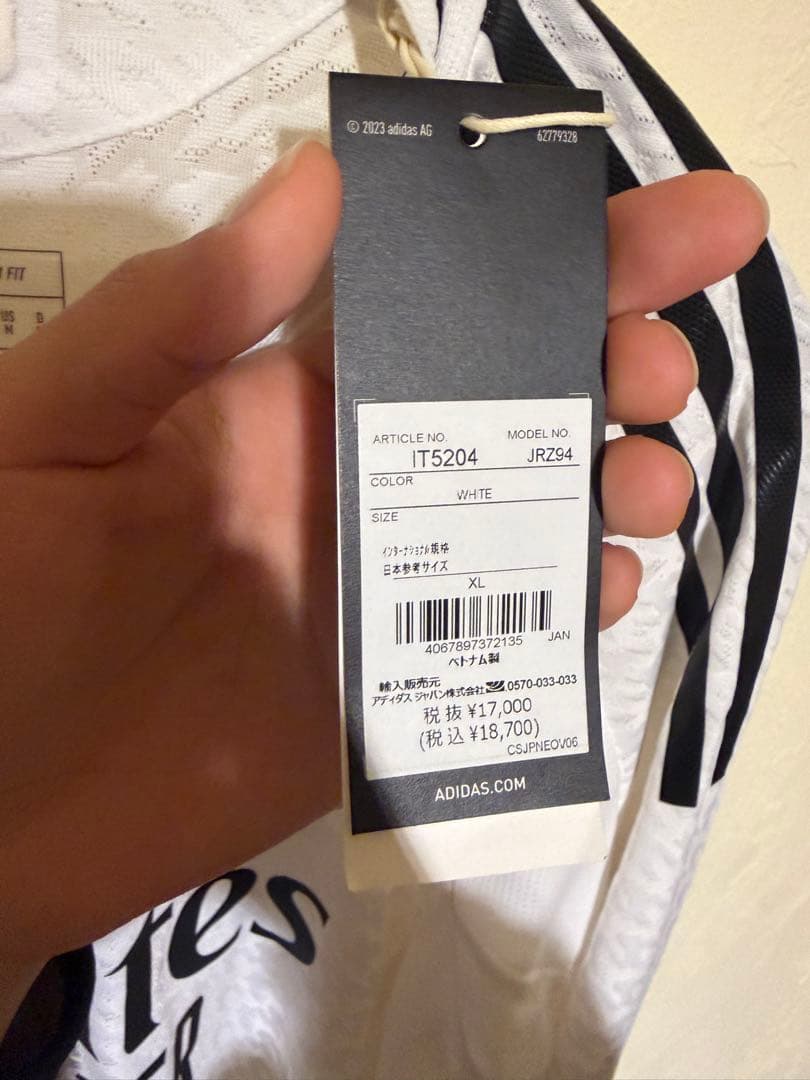 © 2023 adidas AG
62779328
FIT
US
M
D
ARTICLE NO.
MODEL NO.
IT5204
JRZ94
COLOR
WHITE
SIZE
インターナショナル規格
日本参考サイズ
XL
4067897372135
JAN
ベトナム製
輸入販売元
アディダス ジャパン株式会社 0570-033-033
税抜 ¥17,000
(税込 ¥18,700)
CSJPNEOV06
ADIDAS.COM